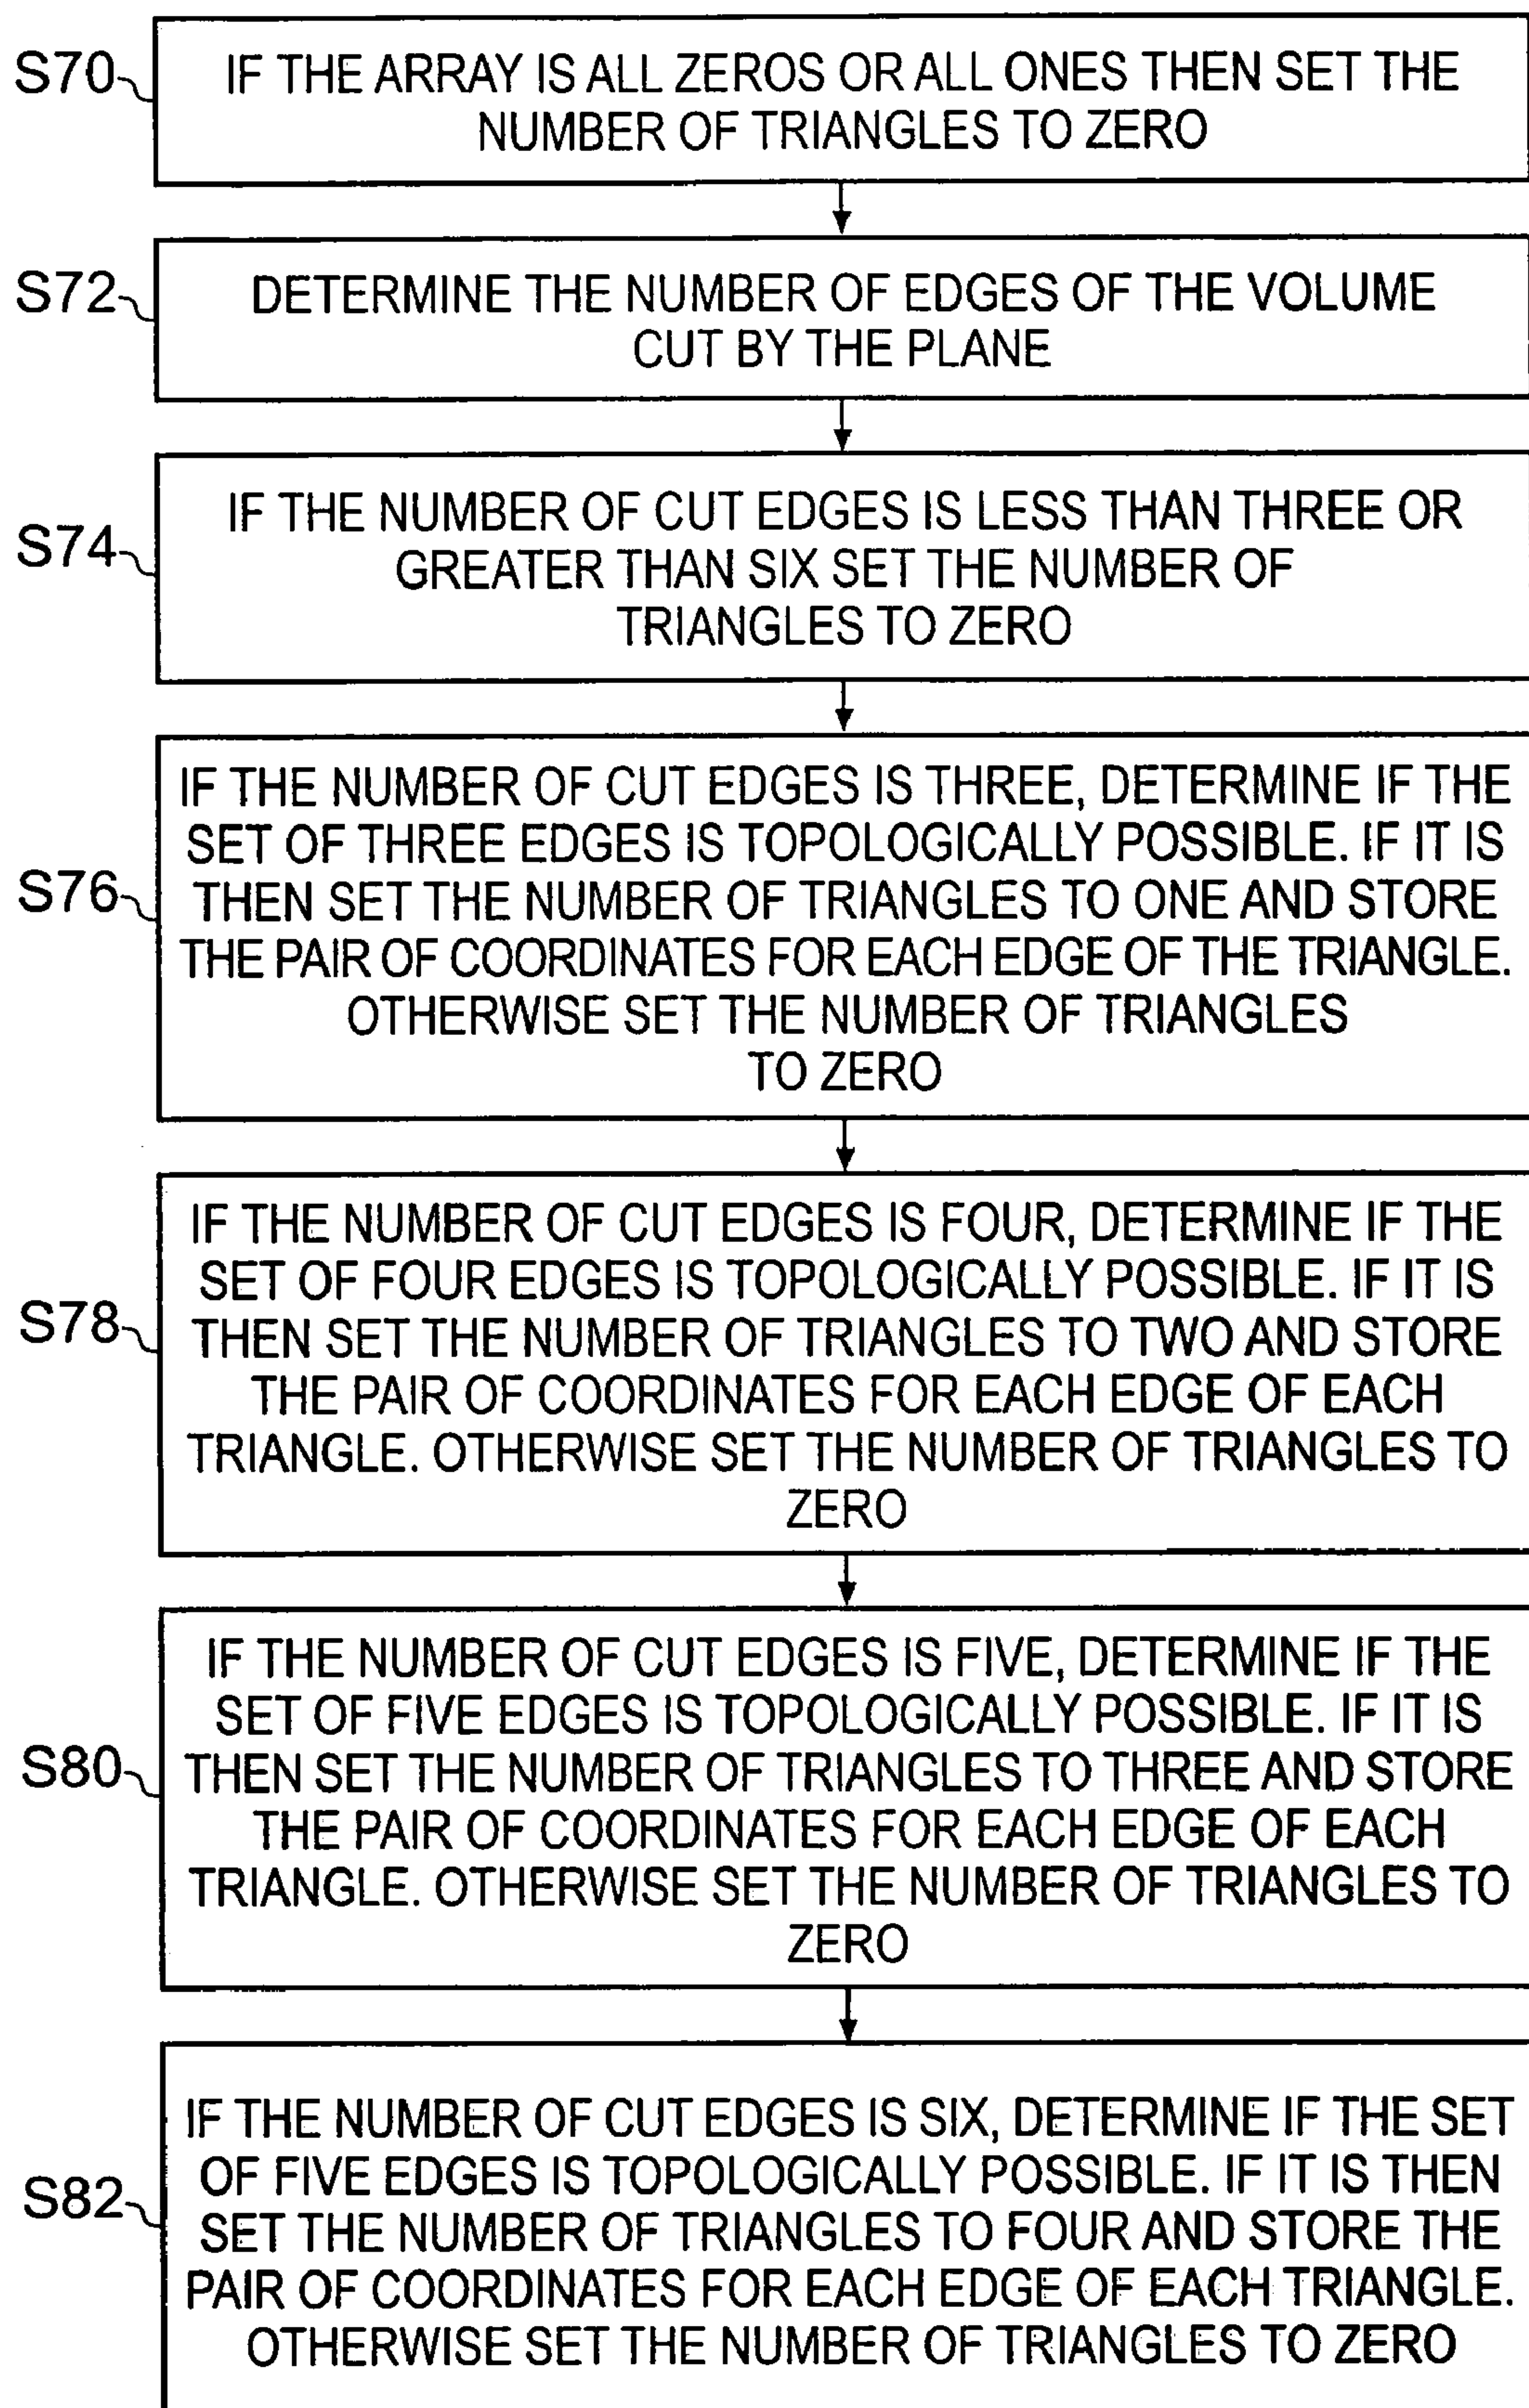 S70
IF THE ARRAY IS ALL ZEROS OR ALL ONES THEN SET THE
NUMBER OF TRIANGLES TO ZERO
S72
DETERMINE THE NUMBER OF EDGES OF THE VOLUME
CUT BY THE PLANE
S74
IF THE NUMBER OF CUT EDGES IS LESS THAN THREE OR
GREATER THAN SIX SET THE NUMBER OF
TRIANGLES TO ZERO
S76
IF THE NUMBER OF CUT EDGES IS THREE, DETERMINE IF THE
SET OF THREE EDGES IS TOPOLOGICALLY POSSIBLE. IF IT IS
THEN SET THE NUMBER OF TRIANGLES TO ONE AND STORE
THE PAIR OF COORDINATES FOR EACH EDGE OF THE TRIANGLE.
OTHERWISE SET THE NUMBER OF TRIANGLES
TO ZERO
S78
IF THE NUMBER OF CUT EDGES IS FOUR, DETERMINE IF THE
SET OF FOUR EDGES IS TOPOLOGICALLY POSSIBLE. IF IT IS
THEN SET THE NUMBER OF TRIANGLES TO TWO AND STORE
THE PAIR OF COORDINATES FOR EACH EDGE OF EACH
TRIANGLE. OTHERWISE SET THE NUMBER OF TRIANGLES TO
ZERO
S80
IF THE NUMBER OF CUT EDGES IS FIVE, DETERMINE IF THE
SET OF FIVE EDGES IS TOPOLOGICALLY POSSIBLE. IF IT IS
THEN SET THE NUMBER OF TRIANGLES TO THREE AND STORE
THE PAIR OF COORDINATES FOR EACH EDGE OF EACH
TRIANGLE. OTHERWISE SET THE NUMBER OF TRIANGLES TO
ZERO
S82
IF THE NUMBER OF CUT EDGES IS SIX, DETERMINE IF THE SET
OF FIVE EDGES IS TOPOLOGICALLY POSSIBLE. IF IT IS THEN
SET THE NUMBER OF TRIANGLES TO FOUR AND STORE THE
PAIR OF COORDINATES FOR EACH EDGE OF EACH TRIANGLE.
OTHERWISE SET THE NUMBER OF TRIANGLES TO ZERO